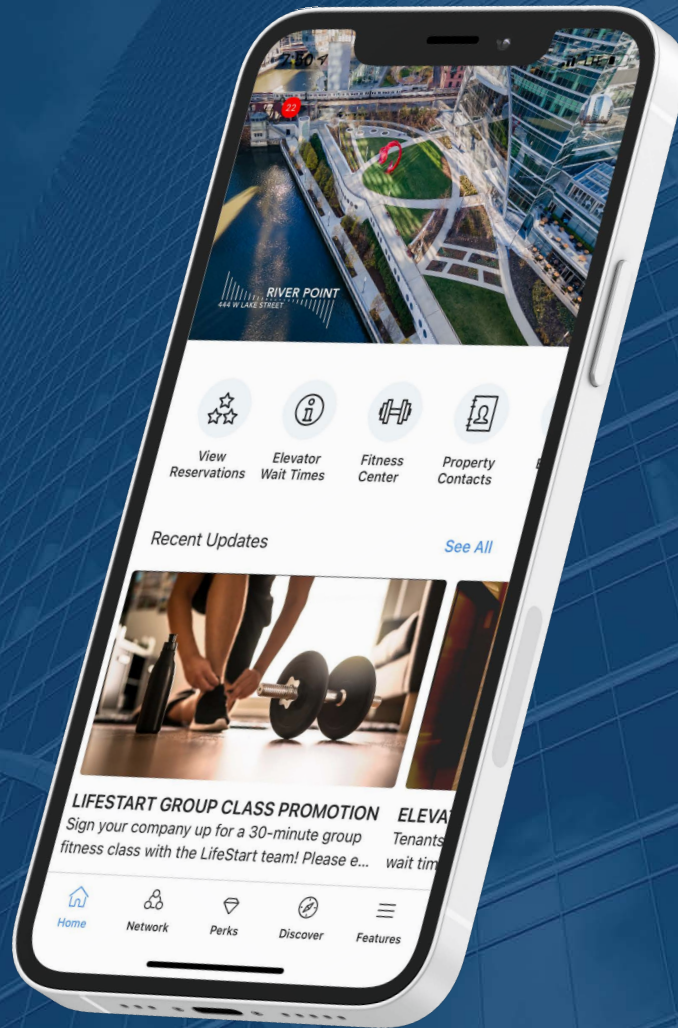 7:50
22
RIVER POINT
444 W LAKE STREET
View
Reservations
Elevator
Wait Times
Fitness
Center
Property
Contacts
Recent Updates
See All
LIFESTART GROUP CLASS PROMOTION
Sign your company up for a 30-minute group
fitness class with the LifeStart team! Please e...
ELEVA
Tenants
wait tim
Home
Network
Perks
Discover
Features